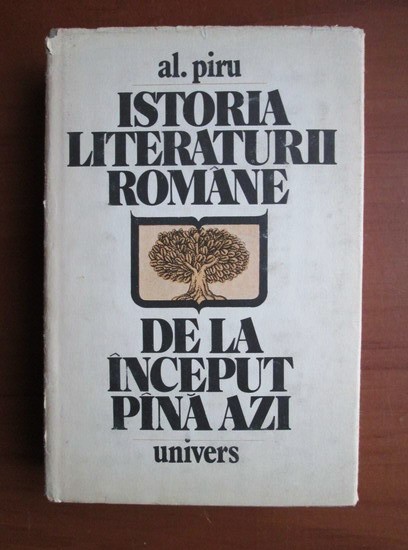 al. piru
ISTORIA
LITERATURII
ROMÂNE
DE LA
ÎNCEPUT
PÎNĂ AZI
univers